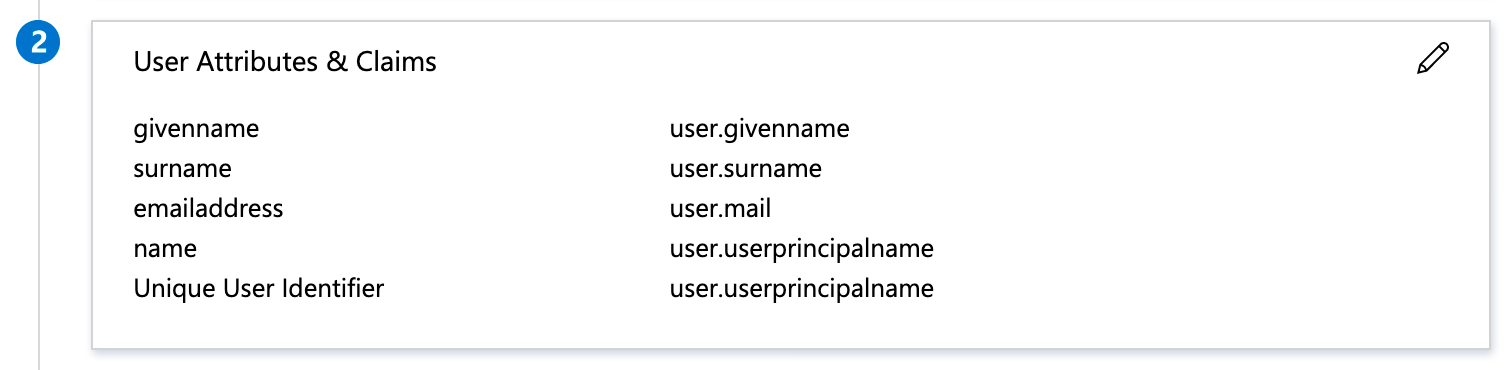 2
User Attributes & Claims
givenname user.givenname
surname user.surname
emailaddress user.mail
name user.userprincipalname
Unique User Identifier user.userprincipalname